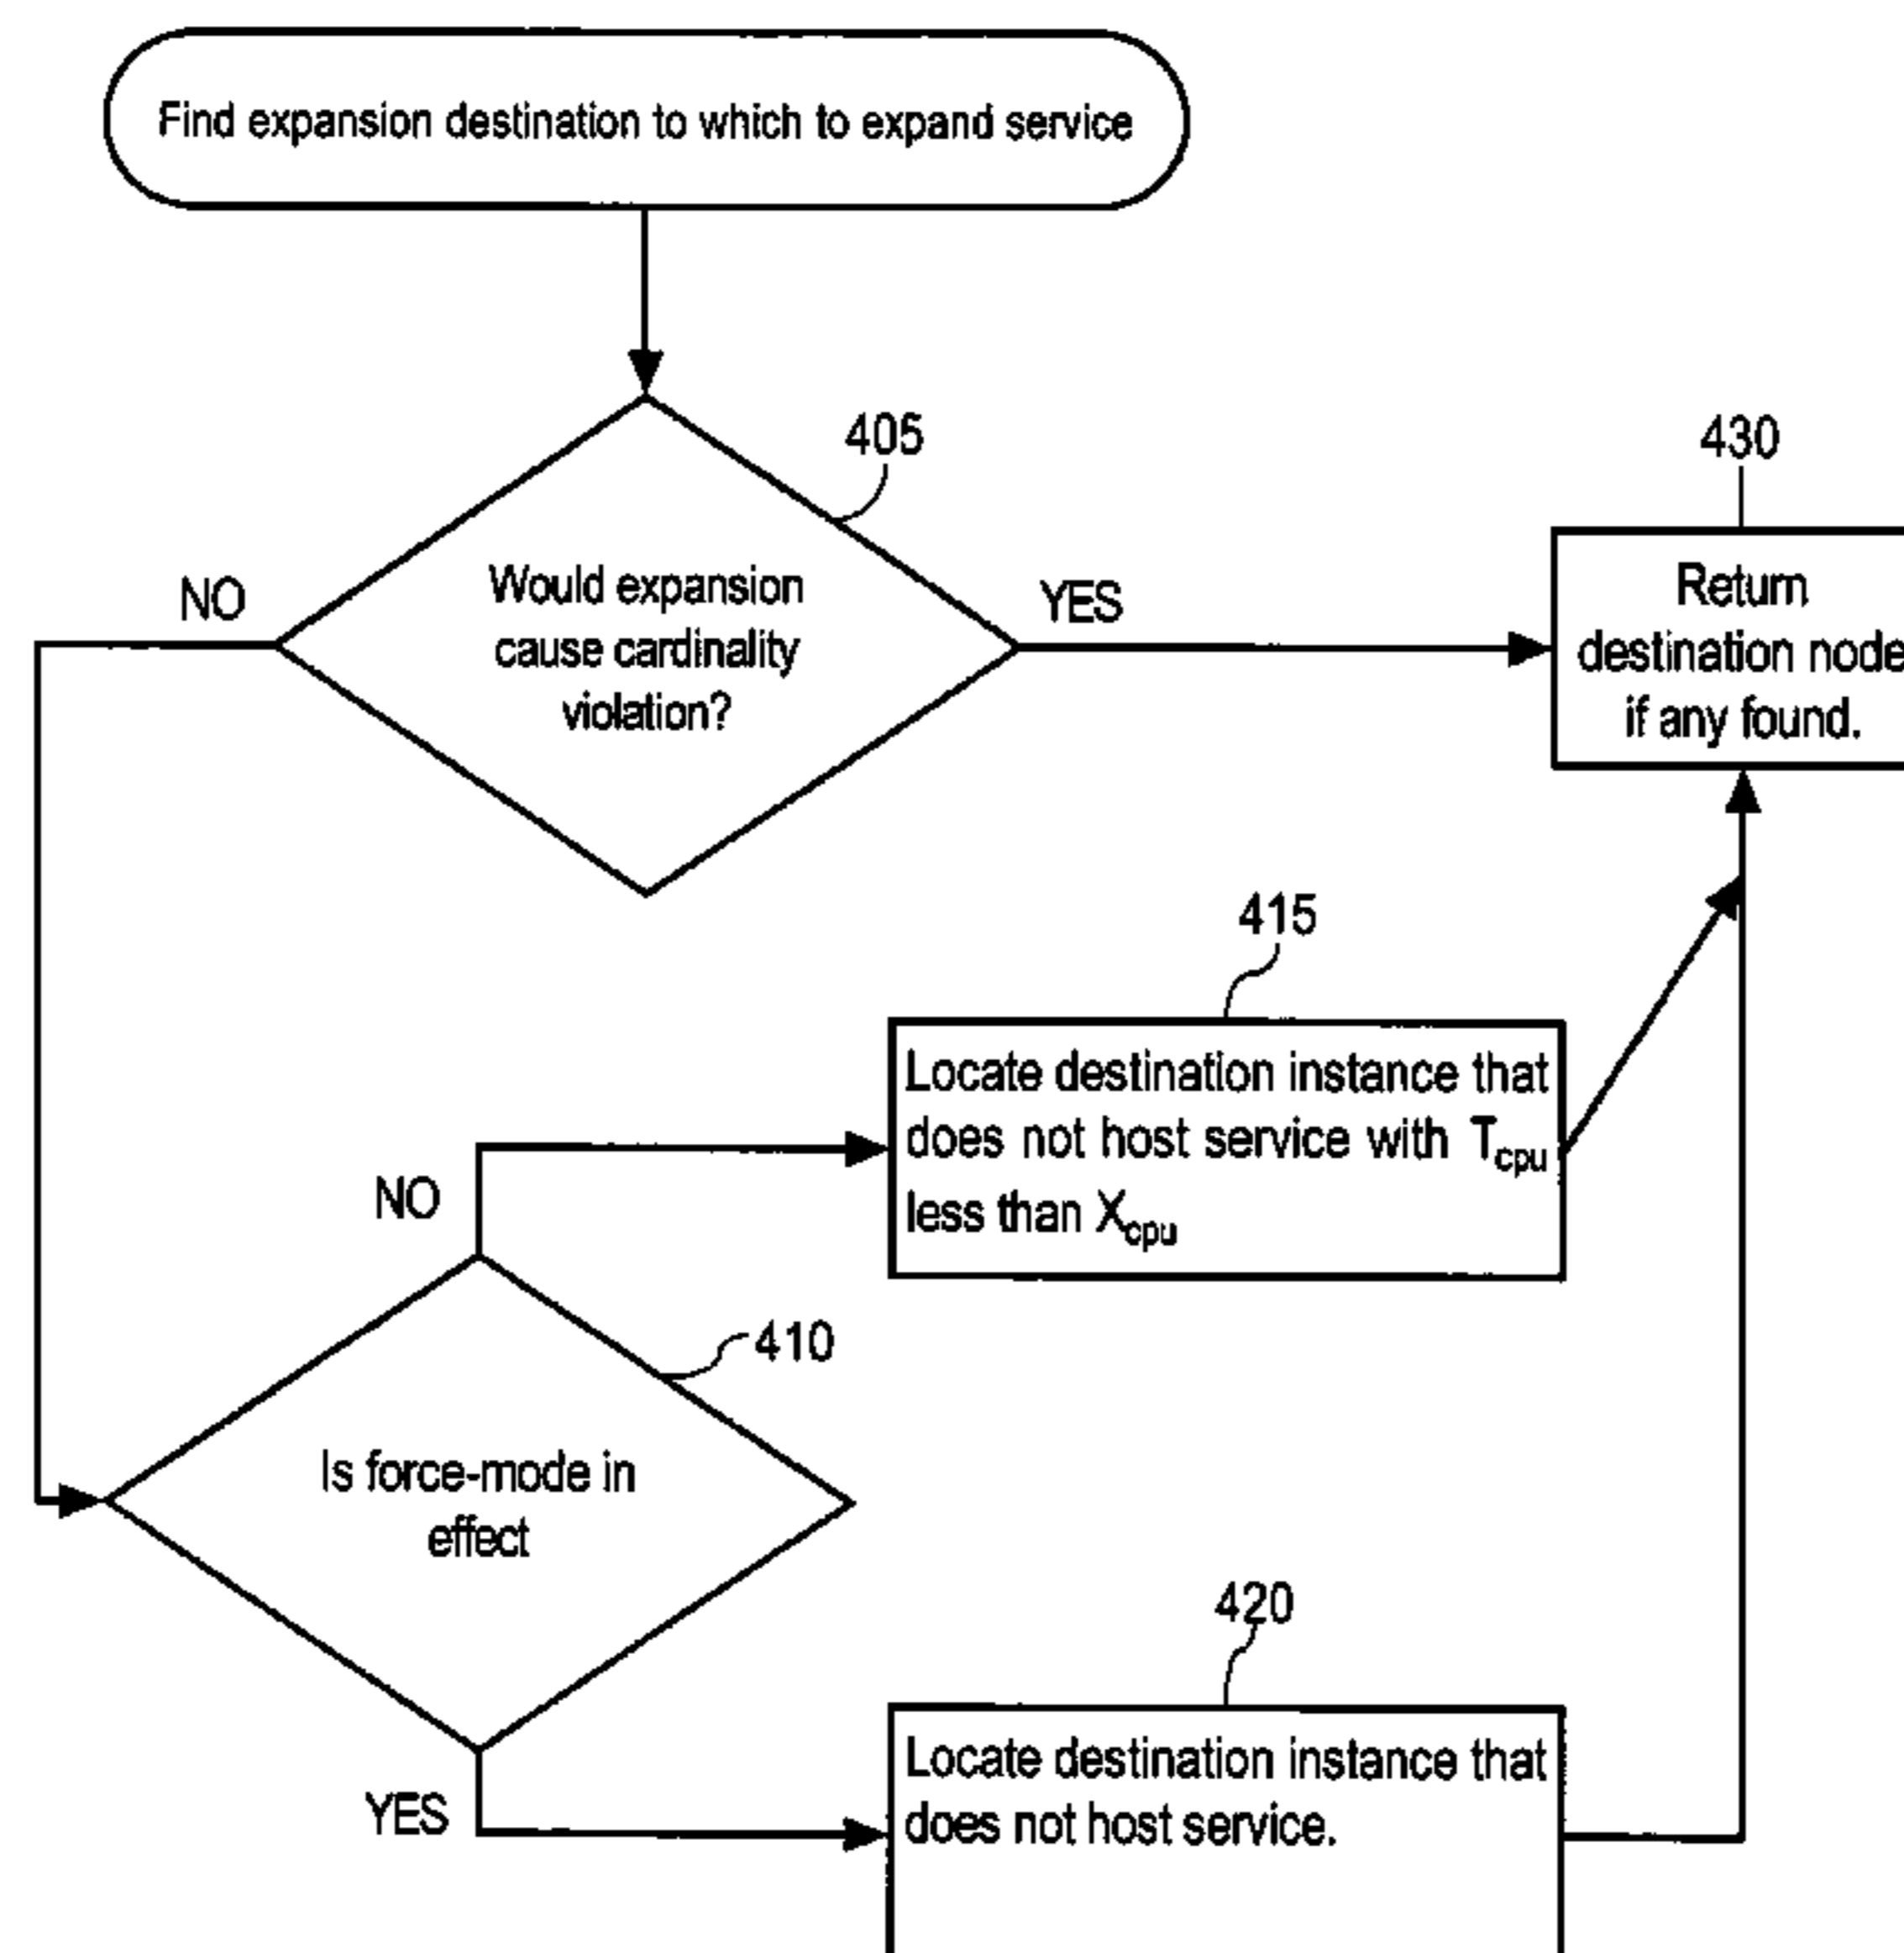 Find expansion destination to which to expand service
405
430
NO
Would expansion
cause cardinality
violation?
YES
Return
destination node
if any found.
415
Locate destination instance that
does not host service with Tcpu
less than Xcpu
NO
410
Is force-mode in
effect
420
YES
Locate destination instance that
does not host service.